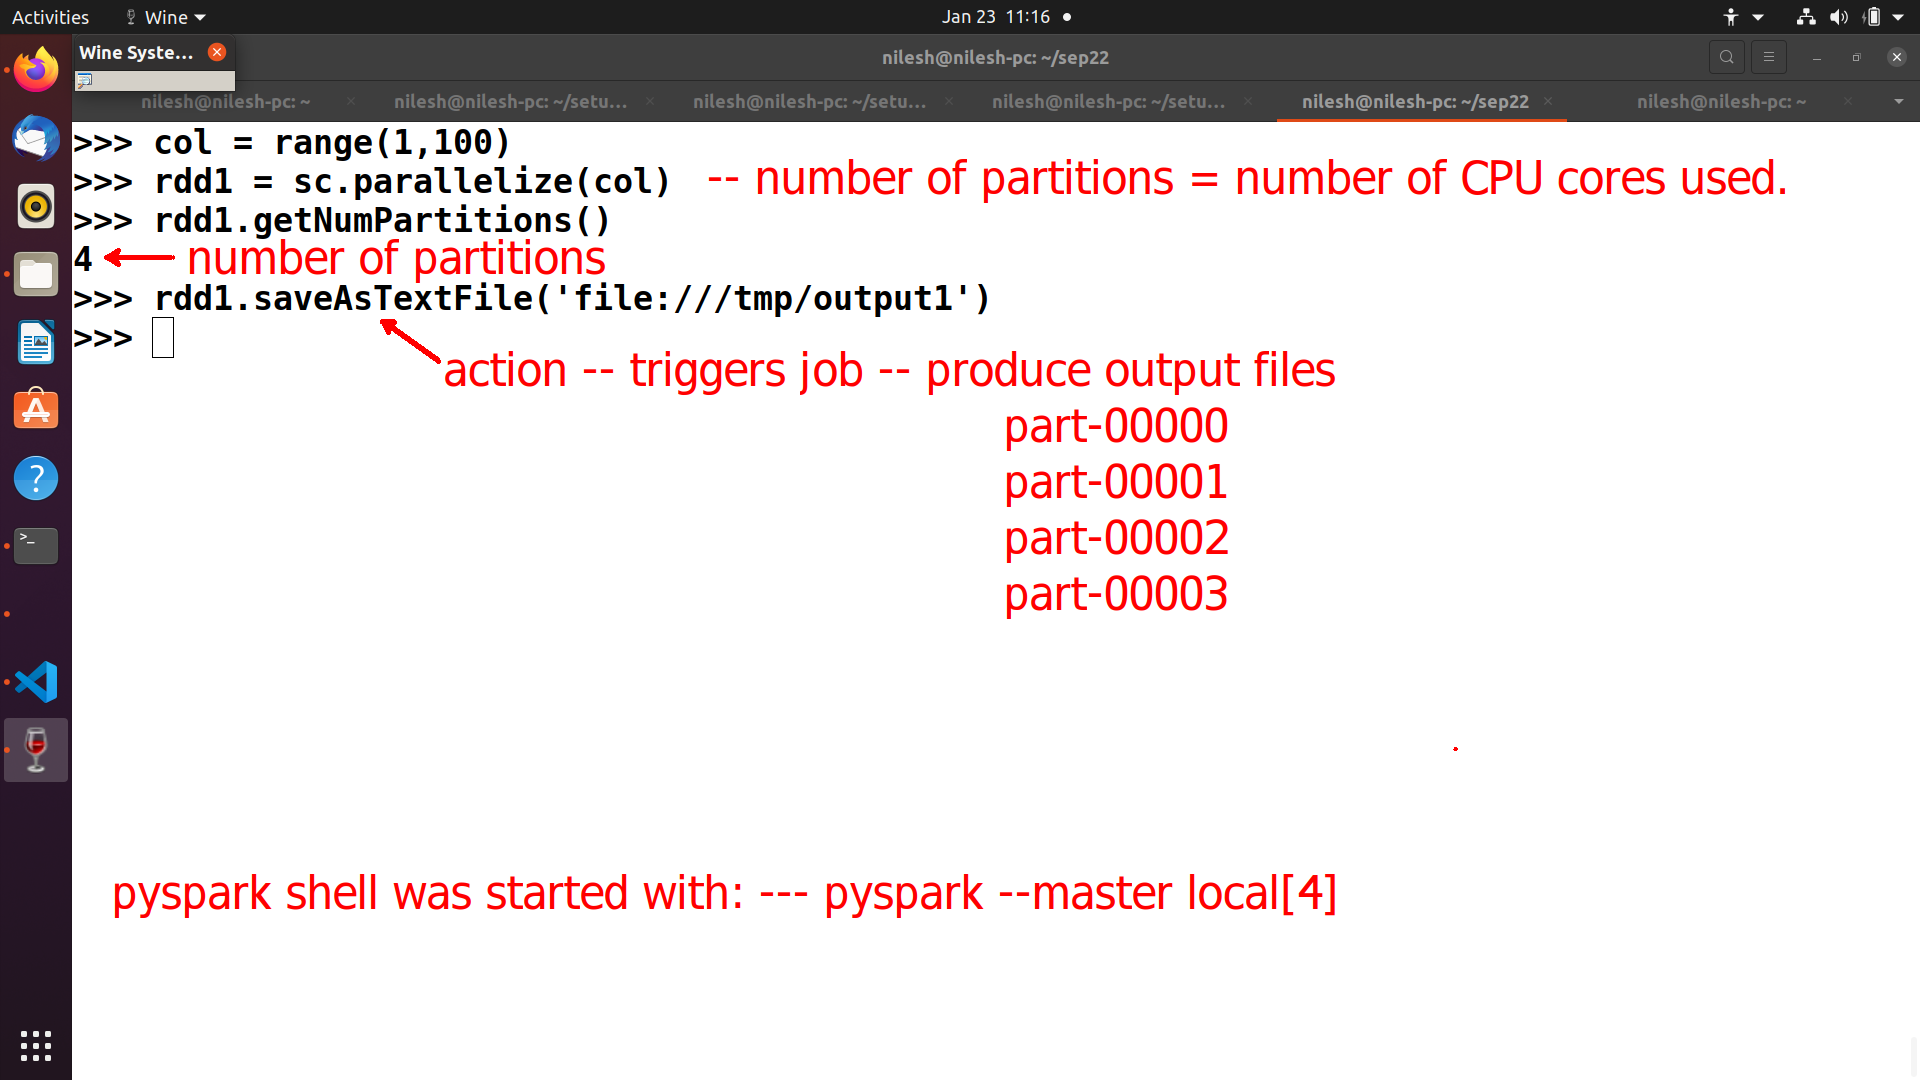 Activities
Wine
Jan 23 11:16
Wine Syste...
nilesh@nilesh-pc: ~/sep22
nilesh@nilesh-pc: ~
nilesh@nilesh-pc: ~/setu...
nilesh@nilesh-pc: ~/setu...
nilesh@nilesh-pc: ~/setu...
nilesh@nilesh-pc: ~/sep22
nilesh@nilesh-pc: ~
>>> col = range(1,100)
>>> rdd1 = sc.parallelize(col) -- number of partitions = number of CPU cores used.
>>> rdd1.getNumPartitions()
4 number of partitions
>>> rdd1.saveAsTextFile('file:///tmp/output1')
>>>
action -- triggers job -- produce output files
part-00000
part-00001
part-00002
part-00003
pyspark shell was started with: --- pyspark --master local[4]